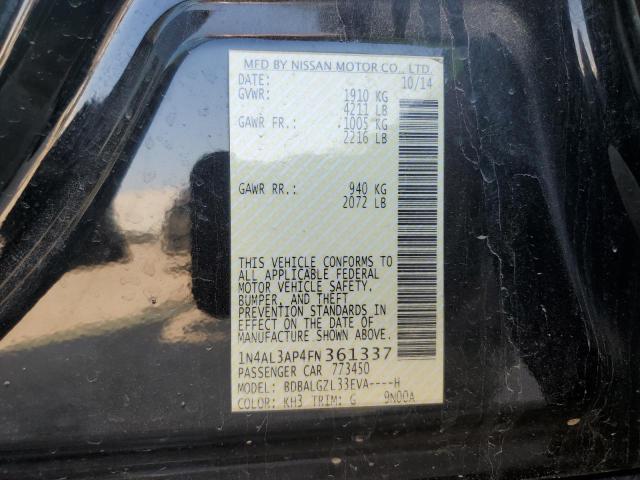 MFD BY NISSAN MOTOR CO., LTD.
DATE: 10/14
GVWR: 1910 KG
4211 LB
GAWR FR.: 1005 KG
2216 LB
GAWR RR.: 940 KG
2072 LB
THIS VEHICLE CONFORMS TO
ALL APPLICABLE FEDERAL
MOTOR VEHICLE SAFETY,
BUMPER, AND THEFT
PREVENTION STANDARDS IN
EFFECT ON THE DATE OF
MANUFACTURE SHOWN ABOVE.
1N4AL3AP4FN361337
PASSENGER CAR 773450
MODEL: BDBALGZL33EVA----H
COLOR: KH3 TRIM: G 9N00A